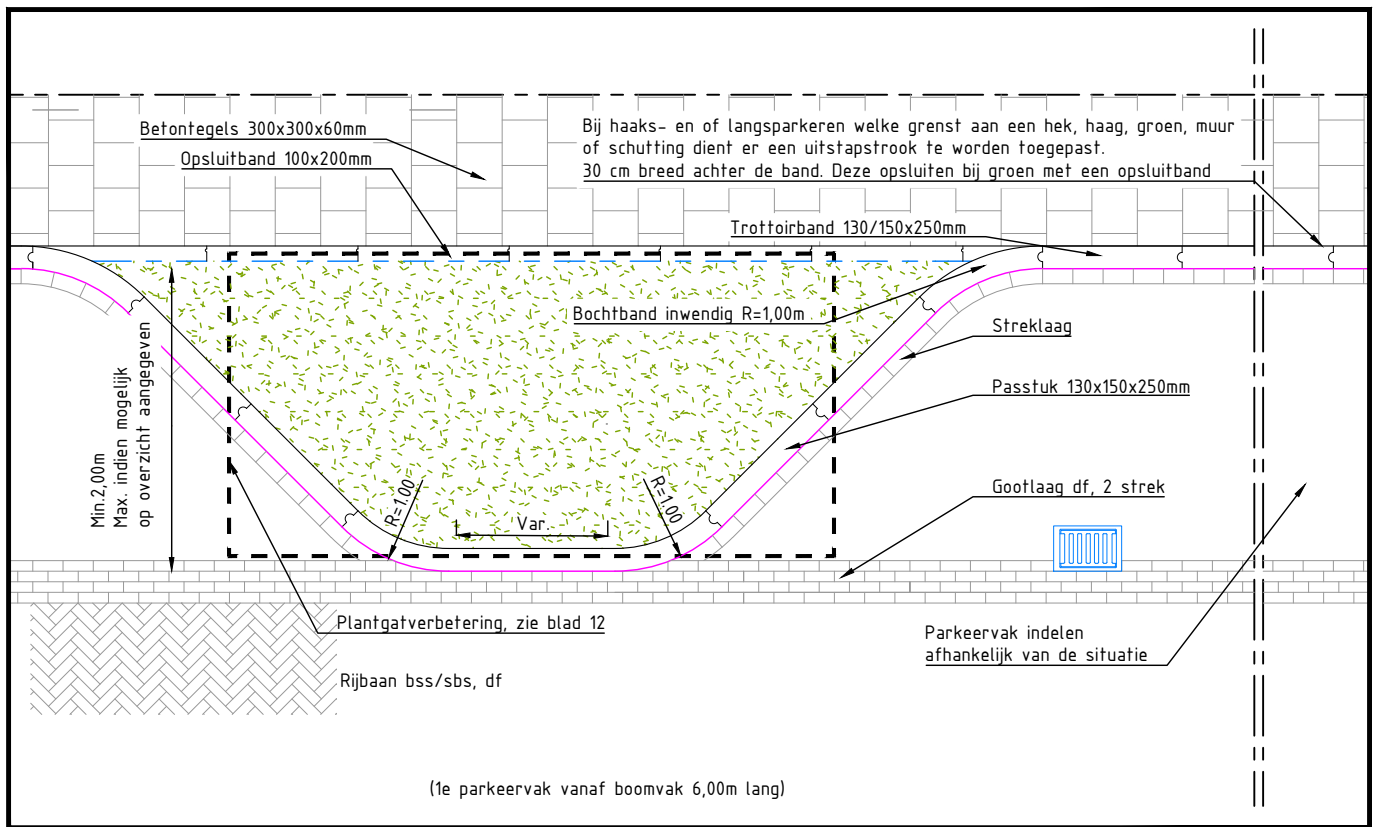 Betontegels 300x300x60mm
Opsluitband 100x200mm
Bij haaks- en of langsparkeren welke grenst aan een hek, haag, groen, muur
of schutting dient er een uitstapstrook te worden toegepast.
30 cm breed achter de band. Deze opsluiten bij groen met een opsluitband
Trottoirband 130/150x250mm
Bochtband inwendig R=1,00m
Streklaag
Passtuk 130x150x250mm
Min.2,00m
Max. indien mogelijk
op overzicht aangegeven
R=1.00
Var.
R=1.00
Gootlaag df, 2 strek
Plantgatverbetering, zie blad 12
Parkeervak indelen
afhankelijk van de situatie
Rijbaan bss/sbs, df
(1e parkeervak vanaf boomvak 6,00m lang)